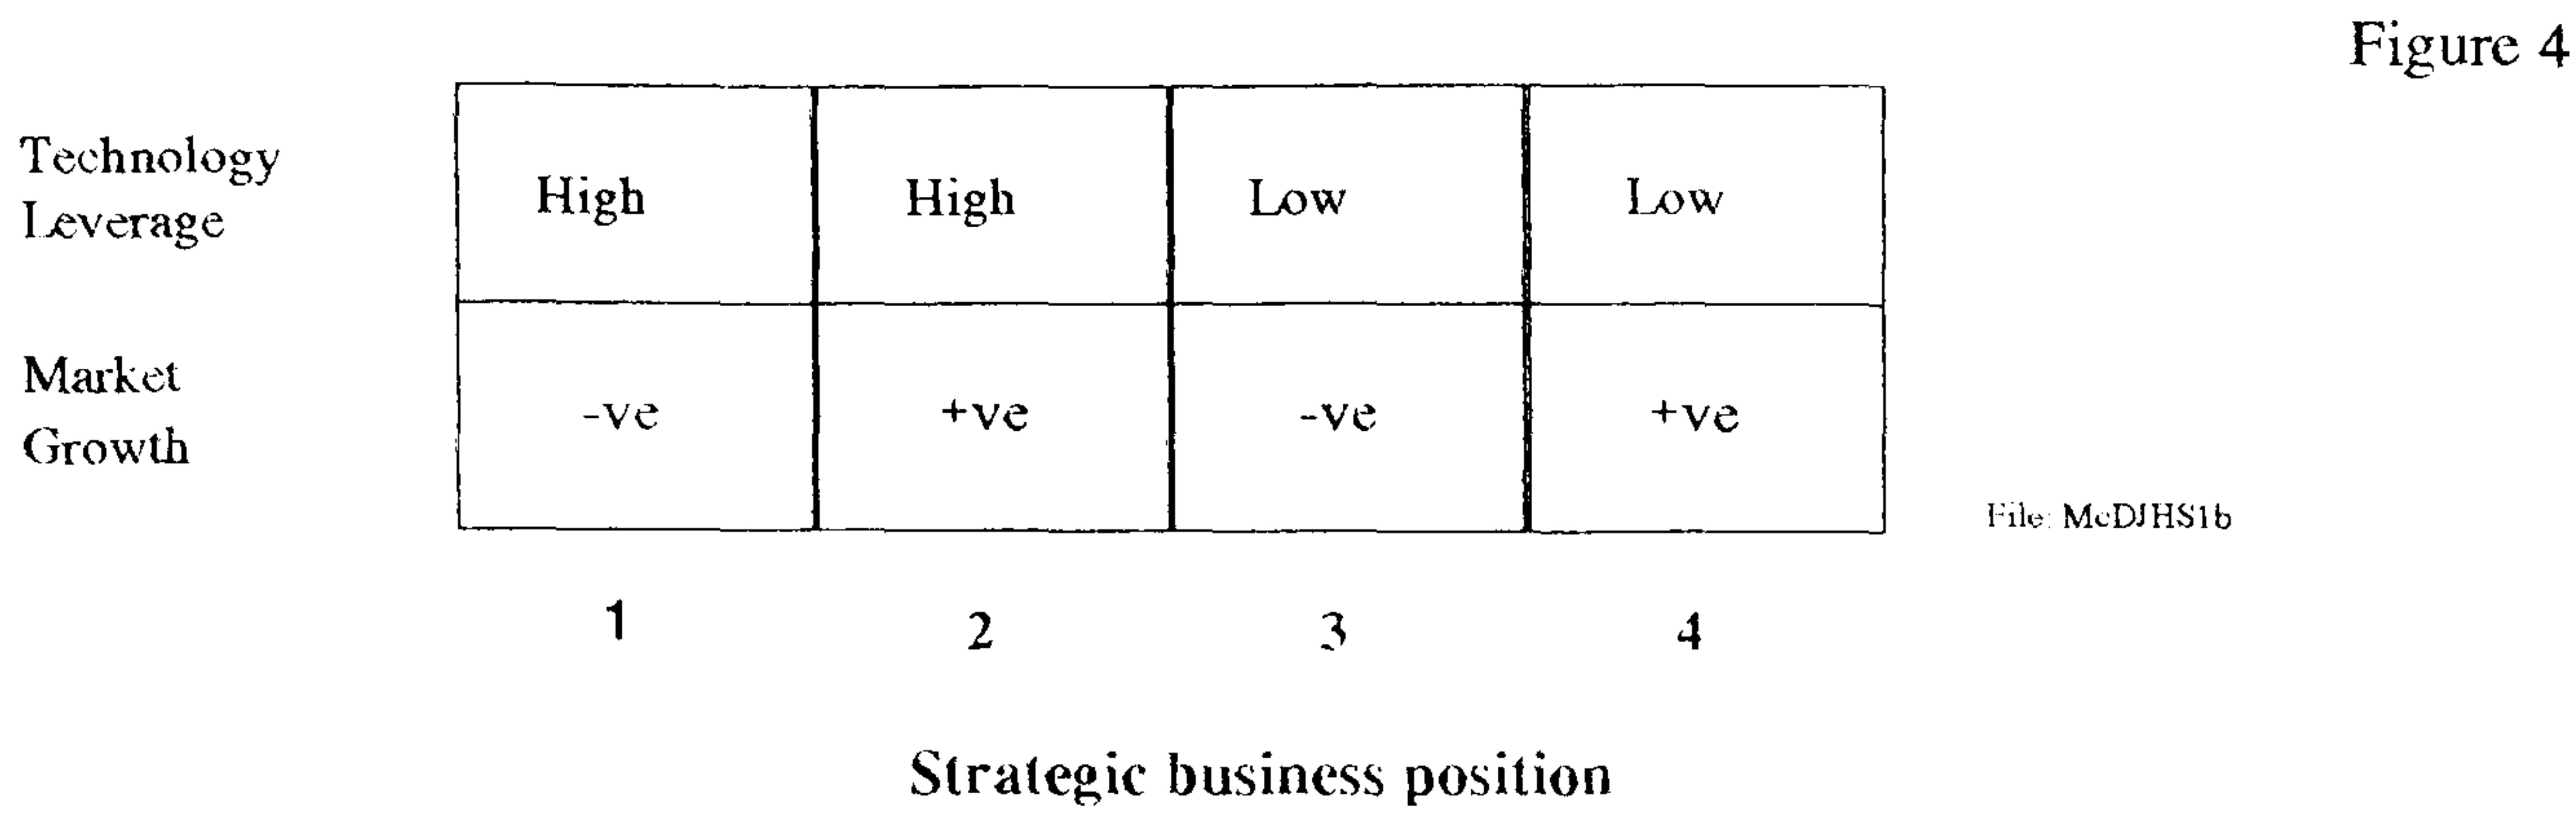 Figure 4
Technology
Leverage
High High Low Low
Market
Growth
-ve +ve -ve +ve
File: McDJHS1b
1 2 3 4
Strategic business position